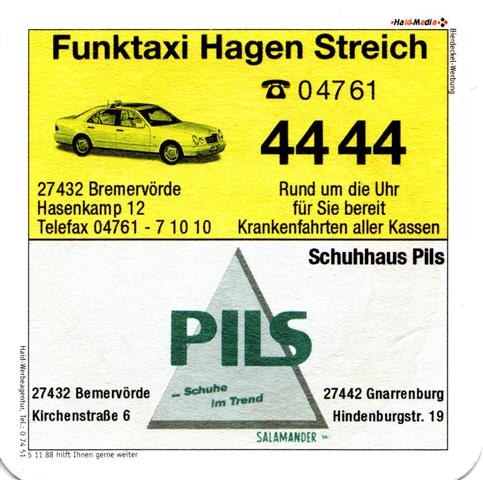 Haid-Media
Bierdeckel-Werbung
Funktaxi Hagen Streich
☎ 04761
44 44
27432 Bremervörde
Hasenkamp 12
Telefax 04761 - 7 10 10
Rund um die Uhr
für Sie bereit
Krankenfahrten aller Kassen
Schuhhaus Pils
PILS
– Schuhe
im Trend
27432 Bemervörde
Kirchenstraße 6
27442 Gnarrenburg
Hindenburgstr. 19
SALAMANDER
Haid-Werbeagentur, Tel.: 0 74 51
5 11 88 hilft Ihnen gerne weiter